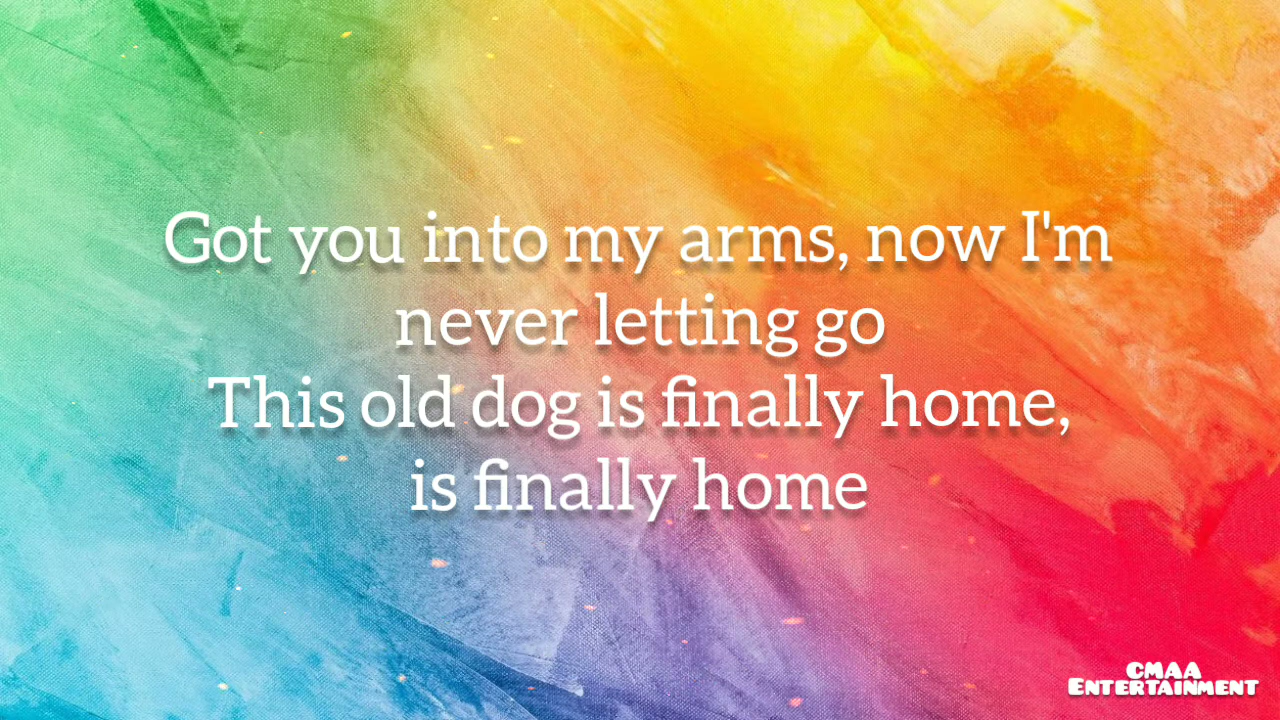 Got you into my arms, now I'm
never letting go
This old dog is finally home,
is finally home
CMAA
ENTERTAINMENT